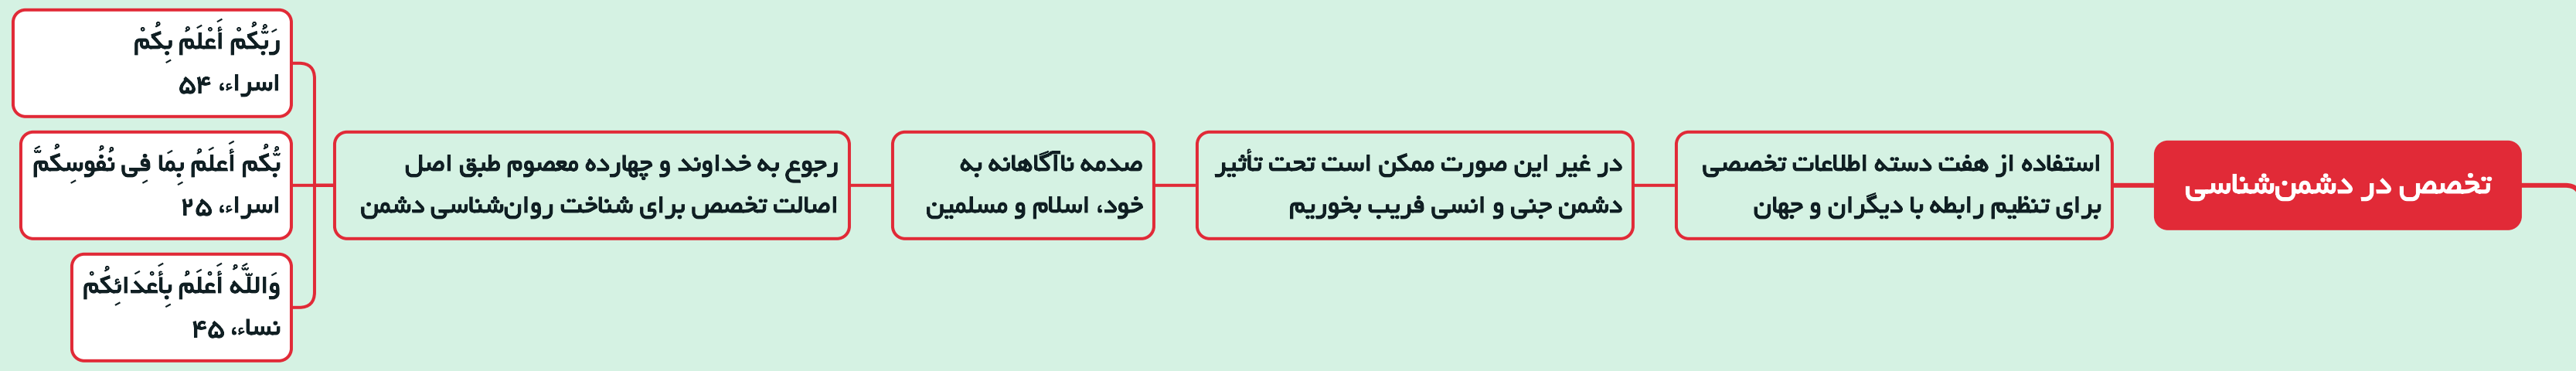 تخصص در دشمن‌شناسی
استفاده از هفت دسته اطلاعات تخصصی
برای تنظیم رابطه با دیگران و جهان
در غیر این صورت ممکن است تحت تأثیر
دشمن جنی و انسی فریب بخوریم
صدمه ناآگاهانه به
خود، اسلام و مسلمین
رجوع به خداوند و چهارده معصوم طبق اصل
اصالت تخصص برای شناخت روان‌شناسی دشمن
رَبُّكُمْ أَعْلَمُ بِكُمْ
اسراء، ۵۴
بُّكُم أَعلَمُ بِمَا فِی نُفُوسِكُمَّ
اسراء، ۲۵
وَاللَّهُ أَعْلَمُ بِأَعْدَائِكُمْ
نساء، ۴۵